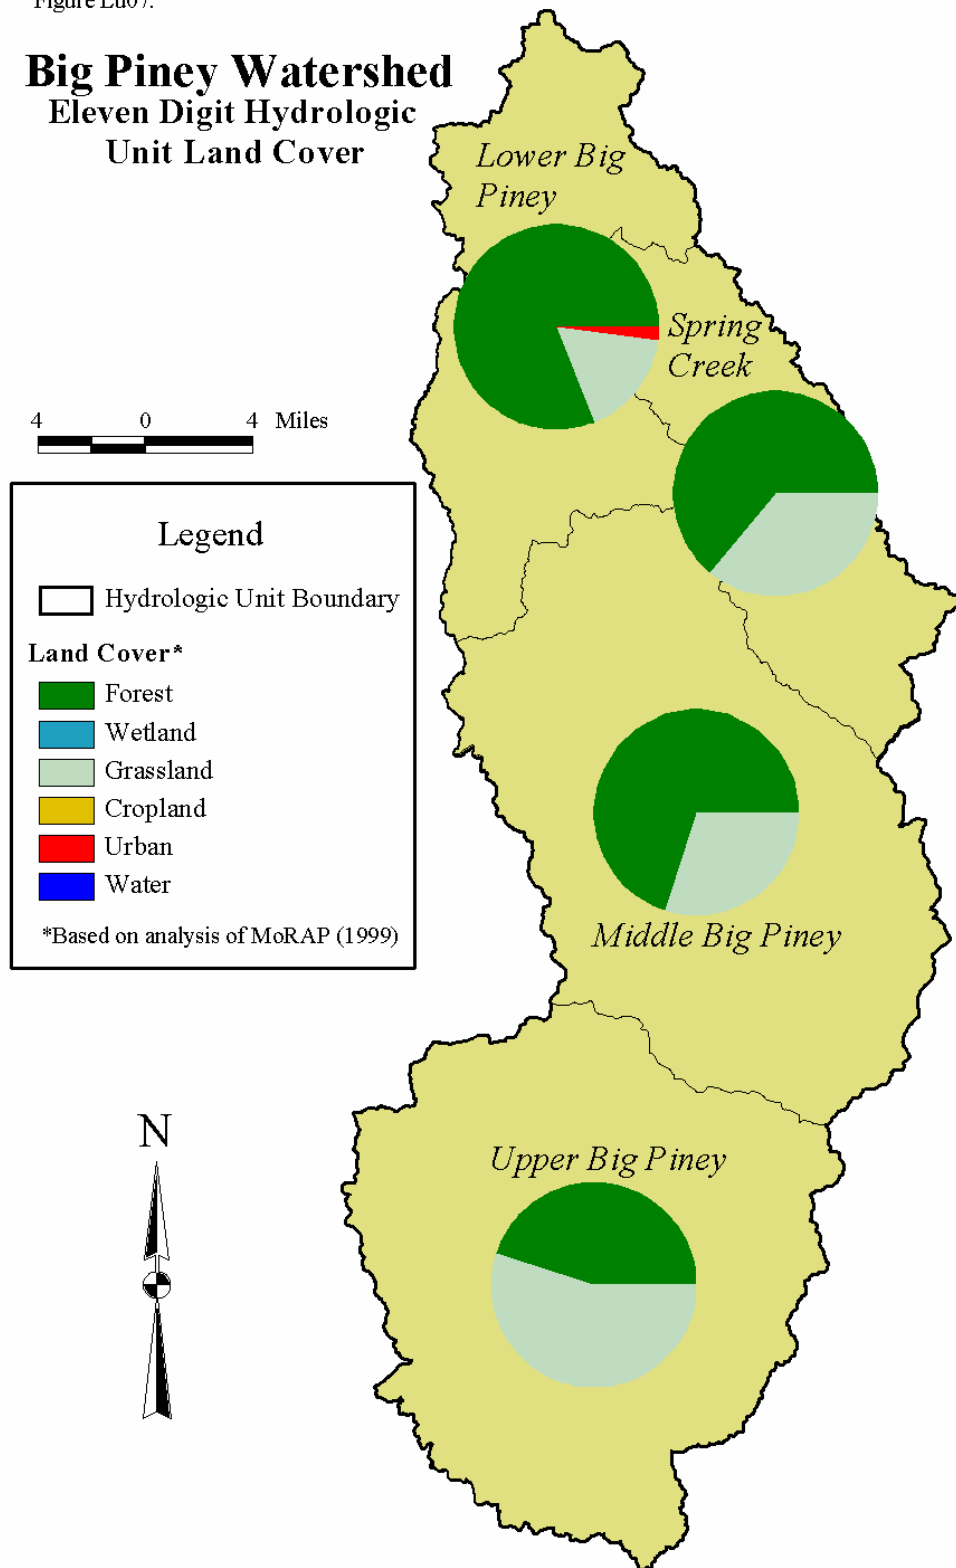 Figure Lu07.
Big Piney Watershed
Eleven Digit Hydrologic
Unit Land Cover
Lower Big
Piney
Spring
Creek
4 0 4 Miles
Legend
Hydrologic Unit Boundary
Land Cover*
Forest
Wetland
Grassland
Cropland
Urban
Water
*Based on analysis of MoRAP (1999)
Middle Big Piney
N
Upper Big Piney